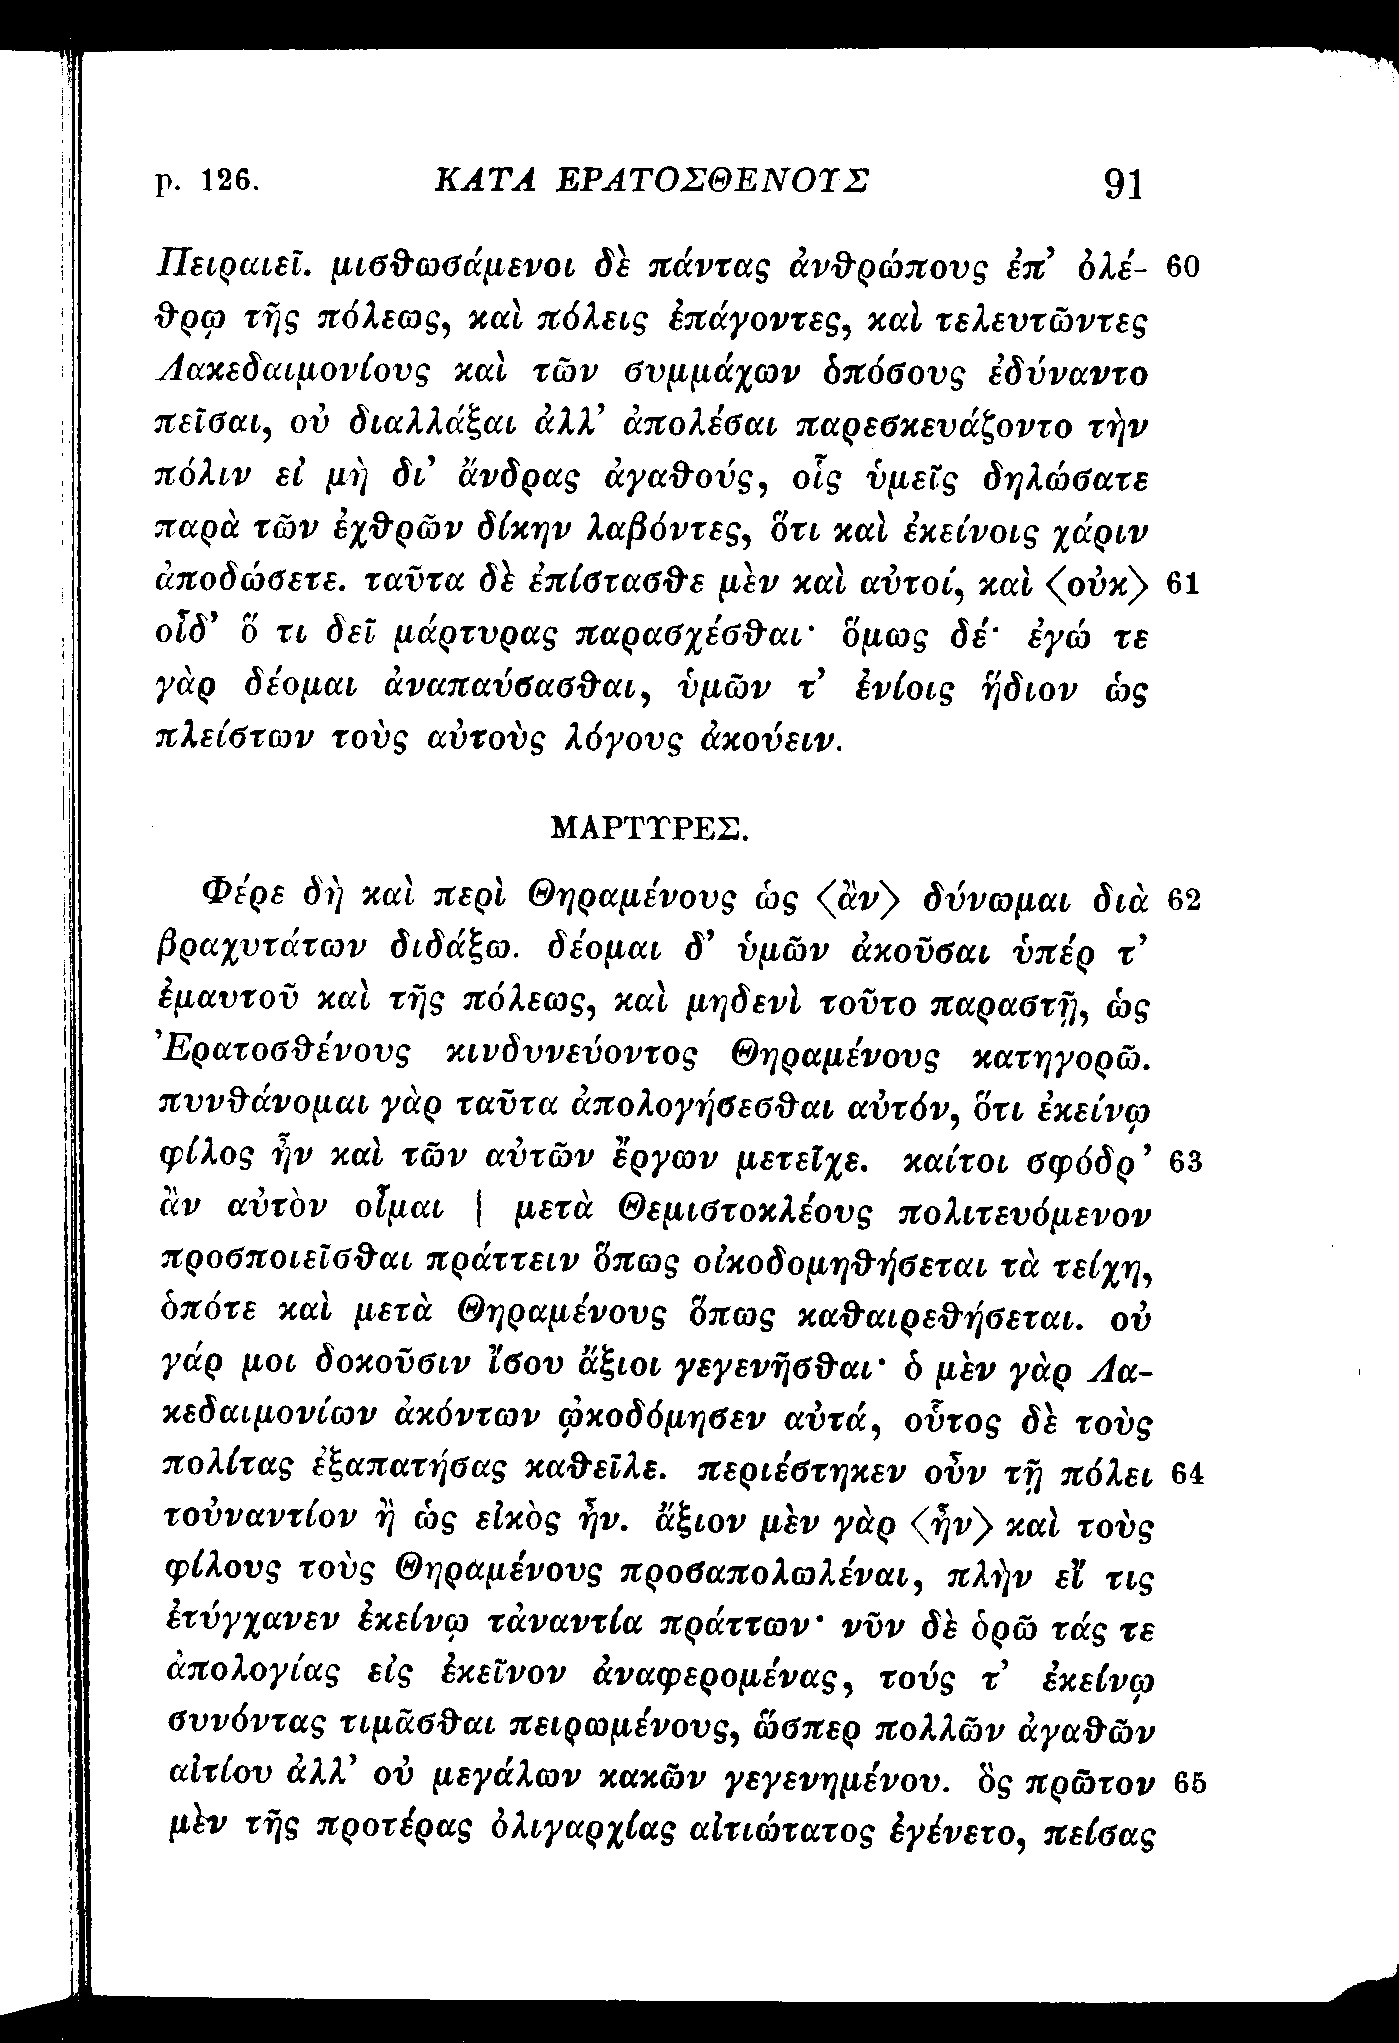 p. 126. ΚΑΤΑ ΕΡΑΤΟΣΘΕΝΟΥΣ 91
Πειραιεῖ. μισθωσάμενοι δὲ πάντας ἀνθρώπους ἐπ’ ὀλέ- 60
θρῳ τῆς πόλεως, καὶ πόλεις ἐπάγοντες, καὶ τελευτῶντες
Λακεδαιμονίους καὶ τῶν συμμάχων ὁπόσους ἐδύναντο
πεῖσαι, οὐ διαλλάξαι ἀλλ’ ἀπολέσαι παρεσκευάζοντο τὴν
πόλιν εἰ μὴ δι’ ἄνδρας ἀγαθούς, οἷς ὑμεῖς δηλώσατε
παρὰ τῶν ἐχθρῶν δίκην λαβόντες, ὅτι καὶ ἐκείνοις χάριν
ἀποδώσετε. ταῦτα δὲ ἐπίστασθε μὲν καὶ αὐτοί, καὶ ⟨οὐκ⟩ 61
οἶδ’ ὅ τι δεῖ μάρτυρας παρασχέσθαι· ὅμως δέ· ἐγώ τε
γὰρ δέομαι ἀναπαύσασθαι, ὑμῶν τ’ ἐνίοις ἥδιον ὡς
πλείστων τοὺς αὐτοὺς λόγους ἀκούειν.
ΜΑΡΤΥΡΕΣ.
Φέρε δὴ καὶ περὶ Θηραμένους ὡς ⟨ἂν⟩ δύνωμαι διὰ 62
βραχυτάτων διδάξω. δέομαι δ’ ὑμῶν ἀκοῦσαι ὑπέρ τ’
ἐμαυτοῦ καὶ τῆς πόλεως, καὶ μηδενὶ τοῦτο παραστῇ, ὡς
Ἐρατοσθένους κινδυνεύοντος Θηραμένους κατηγορῶ.
πυνθάνομαι γὰρ ταῦτα ἀπολογήσεσθαι αὐτόν, ὅτι ἐκείνῳ
φίλος ἦν καὶ τῶν αὐτῶν ἔργων μετεῖχε. καίτοι σφόδρ’ 63
ἂν αὐτὸν οἶμαι | μετὰ Θεμιστοκλέους πολιτευόμενον
προσποιεῖσθαι πράττειν ὅπως οἰκοδομηθήσεται τὰ τείχη,
ὁπότε καὶ μετὰ Θηραμένους ὅπως καθαιρεθήσεται. οὐ
γάρ μοι δοκοῦσιν ἴσου ἄξιοι γεγενῆσθαι· ὁ μὲν γὰρ Λα-
κεδαιμονίων ἀκόντων ᾠκοδόμησεν αὐτά, οὗτος δὲ τοὺς
πολίτας ἐξαπατήσας καθεῖλε. περιέστηκεν οὖν τῇ πόλει 64
τοὐναντίον ἢ ὡς εἰκὸς ἦν. ἄξιον μὲν γὰρ ⟨ἦν⟩ καὶ τοὺς
φίλους τοὺς Θηραμένους προσαπολωλέναι, πλὴν εἴ τις
ἐτύγχανεν ἐκείνῳ τἀναντία πράττων· νῦν δὲ ὁρῶ τάς τε
ἀπολογίας εἰς ἐκεῖνον ἀναφερομένας, τούς τ’ ἐκείνῳ
συνόντας τιμᾶσθαι πειρωμένους, ὥσπερ πολλῶν ἀγαθῶν
αἰτίου ἀλλ’ οὐ μεγάλων κακῶν γεγενημένου. ὃς πρῶτον 65
μὲν τῆς προτέρας ὀλιγαρχίας αἰτιώτατος ἐγένετο, πείσας